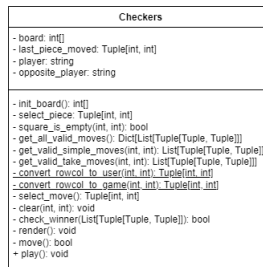 Checkers
- board: int[]
- last_piece_moved: Tuple[int, int]
- player: string
- opposite_player: string
- init_board(): int[]
- select_piece: Tuple[int, int]
- square_is_empty(int, int): bool
- get_all_valid_moves(): Dict[List[Tuple[Tuple, Tuple]]]
- get_valid_simple_moves(int, int): List[Tuple[Tuple, Tuple]]
- get_valid_take_moves(int, int): List[Tuple[Tuple, Tuple]]]
- convert_rowcol_to_user(int, int): Tuple[int, int]
- convert_rowcol_to_game(int, int): Tuple[int, int]
- select_move(): Tuple[int, int]
- clear(int, int): void
- check_winner(List[Tuple[Tuple, Tuple]]): bool
- render(): void
- move(): bool
+ play(): void